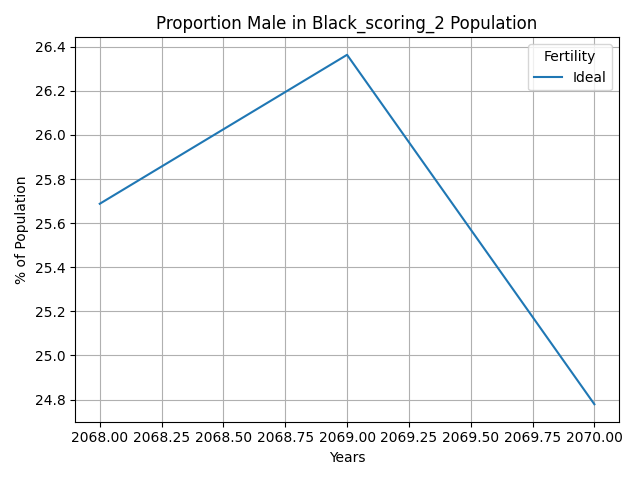 Proportion Male in Black_scoring_2 Population
Fertility
Ideal
26.4
26.2
26.0
25.8
25.6
25.4
25.2
25.0
24.8
% of Population
2068.00 2068.25 2068.50 2068.75 2069.00 2069.25 2069.50 2069.75 2070.00
Years